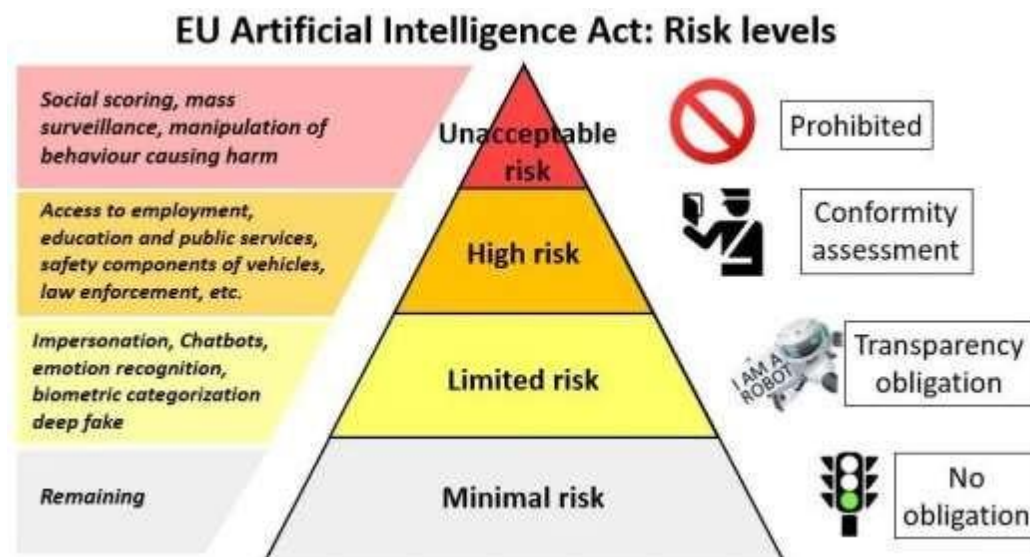 EU Artificial Intelligence Act: Risk levels
Social scoring, mass
surveillance, manipulation of
behaviour causing harm
Unacceptable
risk
Prohibited
Access to employment,
education and public services,
safety components of vehicles,
law enforcement, etc.
High risk
Conformity
assessment
Impersonation, Chatbots,
emotion recognition,
biometric categorization
deep fake
Limited risk
I AM A
ROBOT
Transparency
obligation
Remaining
Minimal risk
No
obligation